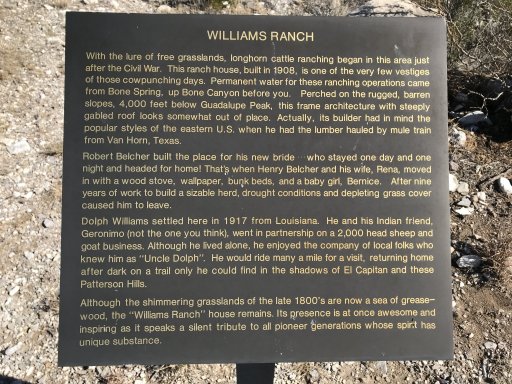 WILLIAMS RANCH
With the lure of free grasslands, longhorn cattle ranching began in this area just
after the Civil War. This ranch house, built in 1908, is one of the very few vestiges
of those cowpunching days. Permanent water for these ranching operations came
from Bone Spring, up Bone Canyon before you. Perched on the rugged, barren
slopes, 4,000 feet below Guadalupe Peak, this frame architecture with steeply
gabled roof looks somewhat out of place. Actually, its builder had in mind the
popular styles of the eastern U.S. when he had the lumber hauled by mule train
from Van Horn, Texas.
Robert Belcher built the place for his new bride ··· who stayed one day and one
night and headed for home! That's when Henry Belcher and his wife, Rena, moved
in with a wood stove, wallpaper, bunk beds, and a baby girl, Bernice. After nine
years of work to build a sizable herd, drought conditions and depleting grass cover
caused him to leave.
Dolph Williams settled here in 1917 from Louisiana. He and his Indian friend,
Geronimo (not the one you think), went in partnership on a 2,000 head sheep and
goat business. Although he lived alone, he enjoyed the company of local folks who
knew him as "Uncle Dolph". He would ride many a mile for a visit, returning home
after dark on a trail only he could find in the shadows of El Capitan and these
Patterson Hills.
Although the shimmering grasslands of the late 1800's are now a sea of grease-
wood, the "Williams Ranch" house remains. Its presence is at once awesome and
inspiring as it speaks a silent tribute to all pioneer generations whose spirit has
unique substance.